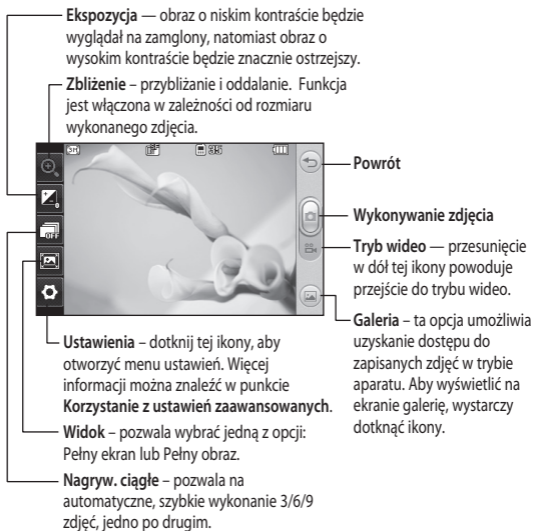 Ekspozycja — obraz o niskim kontraście będzie
wyglądał na zamglony, natomiast obraz o
wysokim kontraście będzie znacznie ostrzejszy.
Zbliżenie – przybliżanie i oddalanie. Funkcja
jest włączona w zależności od rozmiaru
wykonanego zdjęcia.
3M
OFF
Powrót
Wykonywanie zdjęcia
Tryb wideo — przesunięcie
w dół tej ikony powoduje
przejście do trybu wideo.
Galeria – ta opcja umożliwia
uzyskanie dostępu do
zapisanych zdjęć w trybie
aparatu. Aby wyświetlić na
ekranie galerię, wystarczy
dotknąć ikony.
Ustawienia – dotknij tej ikony, aby
otworzyć menu ustawień. Więcej
informacji można znaleźć w punkcie
Korzystanie z ustawień zaawansowanych.
Widok – pozwala wybrać jedną z opcji:
Pełny ekran lub Pełny obraz.
Nagryw. ciągłe – pozwala na
automatyczne, szybkie wykonanie 3/6/9
zdjęć, jedno po drugim.